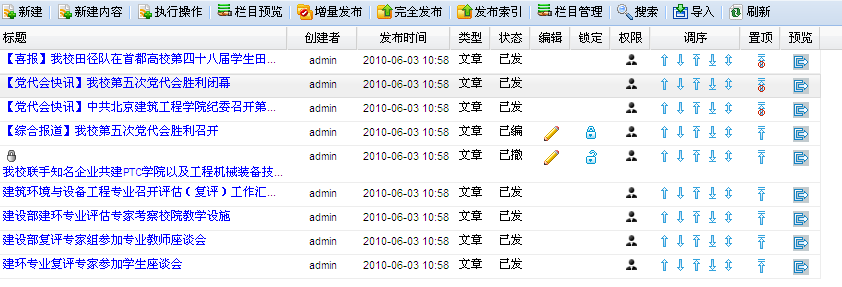 新建 新建内容 执行操作 栏目预览 增量发布 完全发布 发布索引 栏目管理 搜索 导入 刷新
标题 创建者 发布时间 类型 状态 编辑 锁定 权限 调序 置顶 预览
【喜报】我校田径队在首都高校第四十八届学生田... admin 2010-06-03 10:58 文章 已发
【党代会快讯】我校第五次党代会胜利闭幕 admin 2010-06-03 10:58 文章 已发
【党代会快讯】中共北京建筑工程学院纪委召开第... admin 2010-06-03 10:58 文章 已发
【综合报道】我校第五次党代会胜利召开 admin 2010-06-03 10:58 文章 已编
admin 2010-06-03 10:58 文章 已撤
我校联手知名企业共建PTC学院以及工程机械装备技...
建筑环境与设备工程专业召开评估（复评）工作汇... admin 2010-06-03 10:58 文章 已发
建设部建环专业评估专家考察校院教学设施 admin 2010-06-03 10:58 文章 已发
建设部复评专家组参加专业教师座谈会 admin 2010-06-03 10:58 文章 已发
建环专业复评专家参加学生座谈会 admin 2010-06-03 10:58 文章 已发